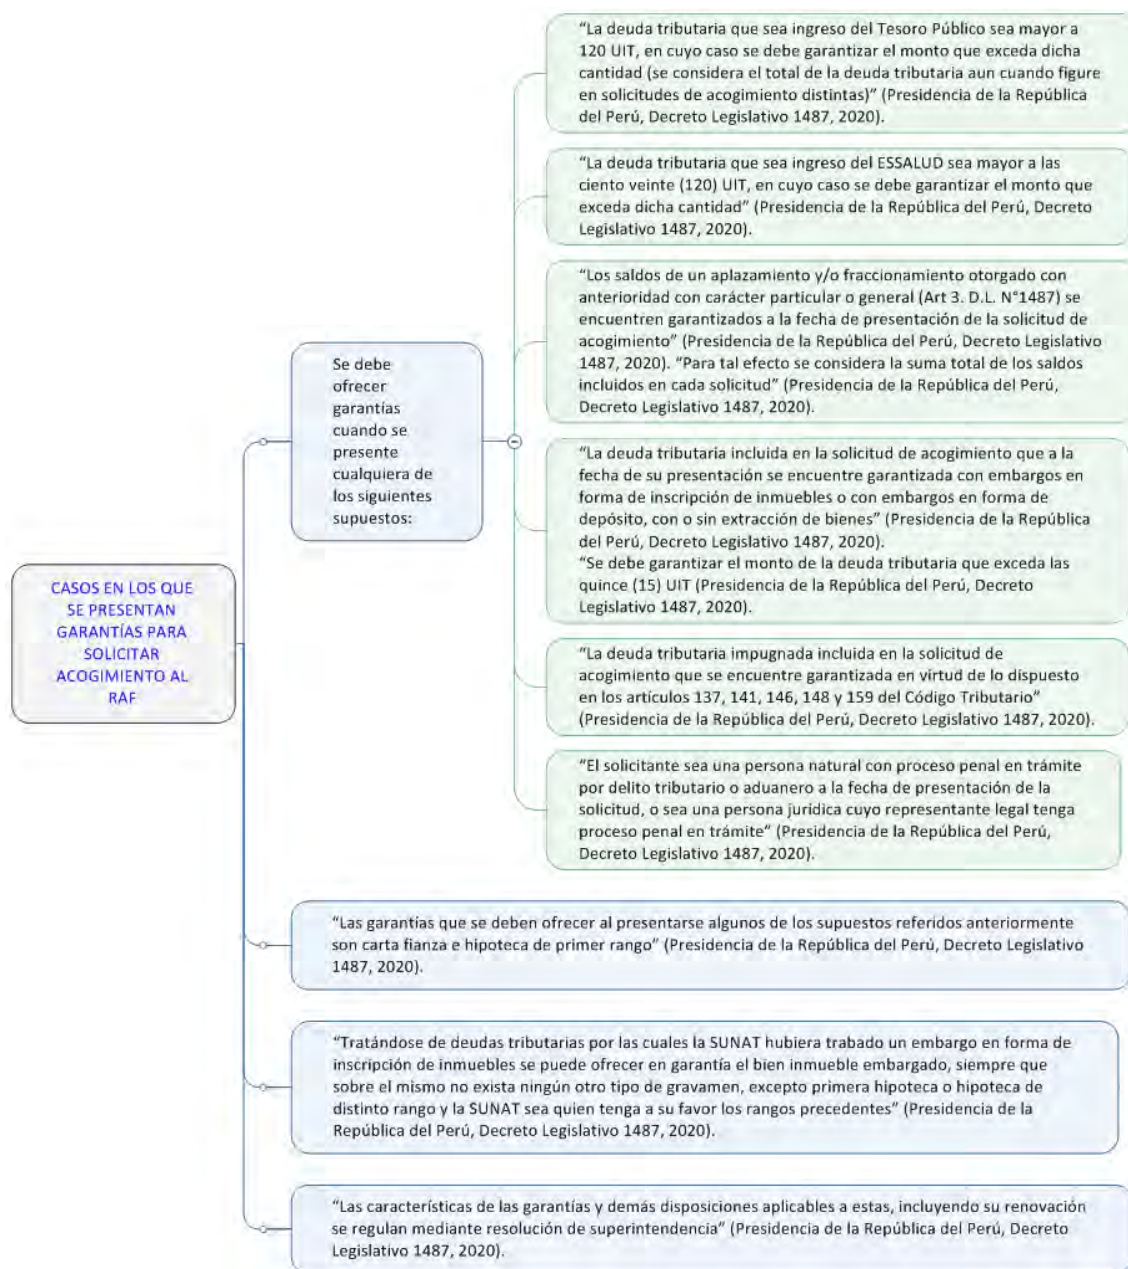 CASOS EN LOS QUE
SE PRESENTAN
GARANTÍAS PARA
SOLICITAR
ACOGIMIENTO AL
RAF
Se debe
ofrecer
garantías
cuando se
presente
cualquiera de
los siguientes
supuestos:
“La deuda tributaria que sea ingreso del Tesoro Público sea mayor a
120 UIT, en cuyo caso se debe garantizar el monto que exceda dicha
cantidad (se considera el total de la deuda tributaria aun cuando figure
en solicitudes de acogimiento distintas)” (Presidencia de la República
del Perú, Decreto Legislativo 1487, 2020).
“La deuda tributaria que sea ingreso del ESSALUD sea mayor a las
ciento veinte (120) UIT, en cuyo caso se debe garantizar el monto que
exceda dicha cantidad” (Presidencia de la República del Perú, Decreto
Legislativo 1487, 2020).
“Los saldos de un aplazamiento y/o fraccionamiento otorgado con
anterioridad con carácter particular o general (Art 3. D.L. N°1487) se
encuentren garantizados a la fecha de presentación de la solicitud de
acogimiento” (Presidencia de la República del Perú, Decreto Legislativo
1487, 2020). “Para tal efecto se considera la suma total de los saldos
incluidos en cada solicitud” (Presidencia de la República del Perú,
Decreto Legislativo 1487, 2020).
“La deuda tributaria incluida en la solicitud de acogimiento que a la
fecha de su presentación se encuentre garantizada con embargos en
forma de inscripción de inmuebles o con embargos en forma de
depósito, con o sin extracción de bienes” (Presidencia de la República
del Perú, Decreto Legislativo 1487, 2020).
“Se debe garantizar el monto de la deuda tributaria que exceda las
quince (15) UIT (Presidencia de la República del Perú, Decreto
Legislativo 1487, 2020).
“La deuda tributaria impugnada incluida en la solicitud de
acogimiento que se encuentre garantizada en virtud de lo dispuesto
en los artículos 137, 141, 146, 148 y 159 del Código Tributario”
(Presidencia de la República del Perú, Decreto Legislativo 1487, 2020).
“El solicitante sea una persona natural con proceso penal en trámite
por delito tributario o aduanero a la fecha de presentación de la
solicitud, o sea una persona jurídica cuyo representante legal tenga
proceso penal en trámite” (Presidencia de la República del Perú,
Decreto Legislativo 1487, 2020).
“Las garantías que se deben ofrecer al presentarse algunos de los supuestos referidos anteriormente
son carta fianza e hipoteca de primer rango” (Presidencia de la República del Perú, Decreto Legislativo
1487, 2020).
“Tratándose de deudas tributarias por las cuales la SUNAT hubiera trabado un embargo en forma de
inscripción de inmuebles se puede ofrecer en garantía el bien inmueble embargado, siempre que
sobre el mismo no exista ningún otro tipo de gravamen, excepto primera hipoteca o hipoteca de
distinto rango y la SUNAT sea quien tenga a su favor los rangos precedentes” (Presidencia de la
República del Perú, Decreto Legislativo 1487, 2020).
“Las características de las garantías y demás disposiciones aplicables a estas, incluyendo su renovación
se regulan mediante resolución de superintendencia” (Presidencia de la República del Perú, Decreto
Legislativo 1487, 2020).